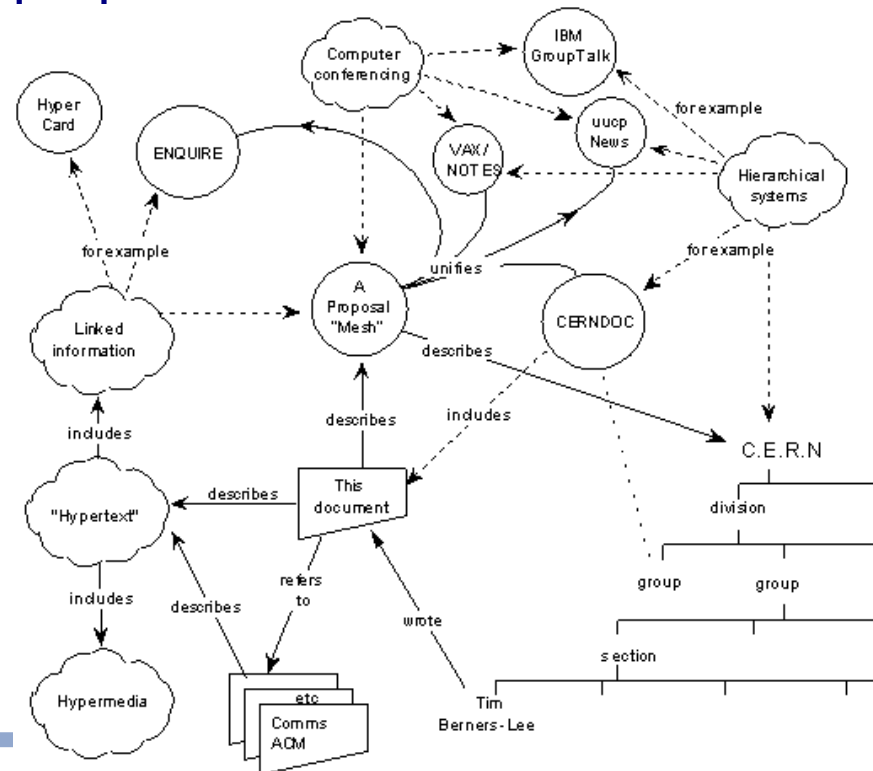 IBM
GroupTalk
Computer
conferencing
Hyper
Card
for example
uucp
News
ENQUIRE
VAX/
NOTES
Hierarchical
systems
for example
for example
unifies
A
Proposal
"Mesh"
CERNDOC
Linked
information
describes
includes
describes
includes
C.E.R.N
This
document
describes
"Hypertext"
division
refers
to
group
group
includes
describes
wrote
section
etc
Hypermedia
Comms
ACM
Tim
Berners-Lee